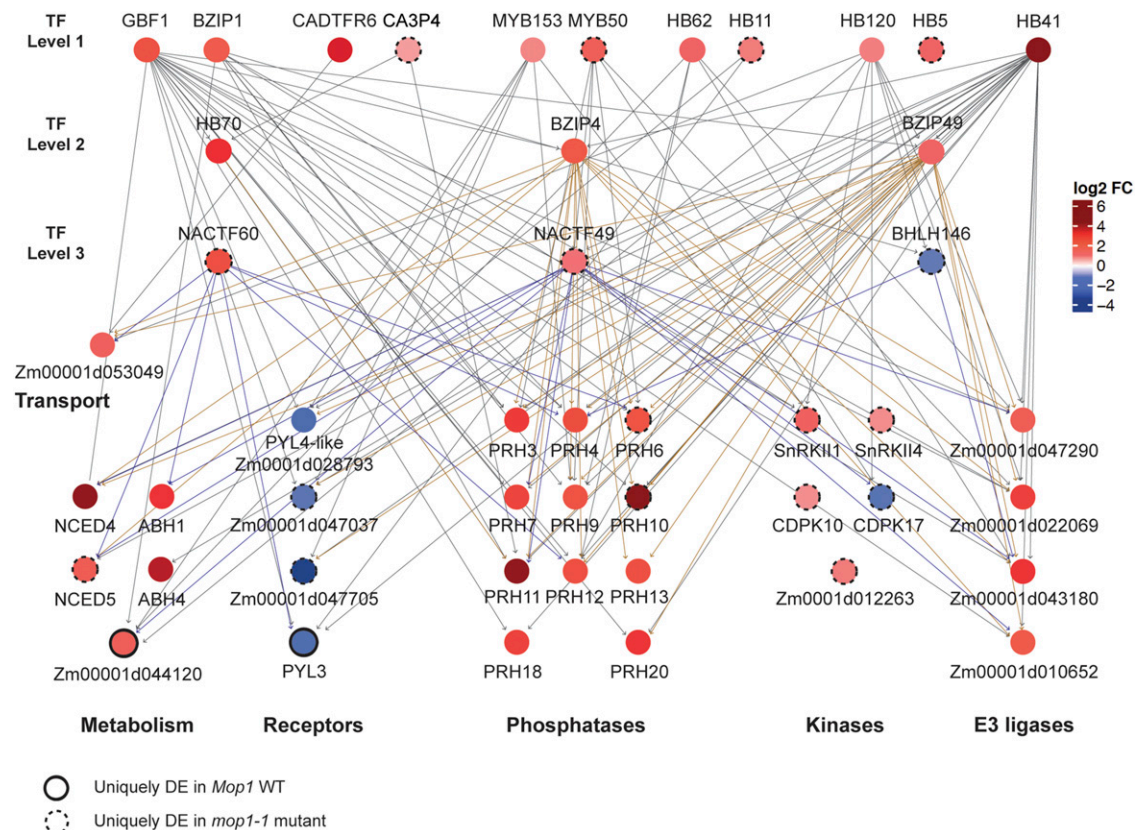 TF
Level 1
GBF1 BZIP1 CADTFR6 CA3P4 MYB153 MYB50 HB62 HB11 HB120 HB5 HB41
TF
Level 2
HB70 BZIP4 BZIP49
log2 FC
6
4
2
0
−2
−4
TF
Level 3
NACTF60 NACTF49 BHLH146
Zm00001d053049
Transport
PYL4-like PRH3 PRH4 PRH6 SnRKII1 SnRKII4 Zm00001d047290
Zm0001d028793
NCED4 ABH1 Zm00001d047037 PRH7 PRH9 PRH10 CDPK10 CDPK17 Zm00001d022069
NCED5 ABH4 Zm00001d047705 PRH11 PRH12 PRH13 Zm0001d012263 Zm00001d043180
Zm00001d044120 PYL3 PRH18 PRH20 Zm00001d010652
Metabolism Receptors Phosphatases Kinases E3 ligases
Uniquely DE in Mop1 WT
Uniquely DE in mop1-1 mutant